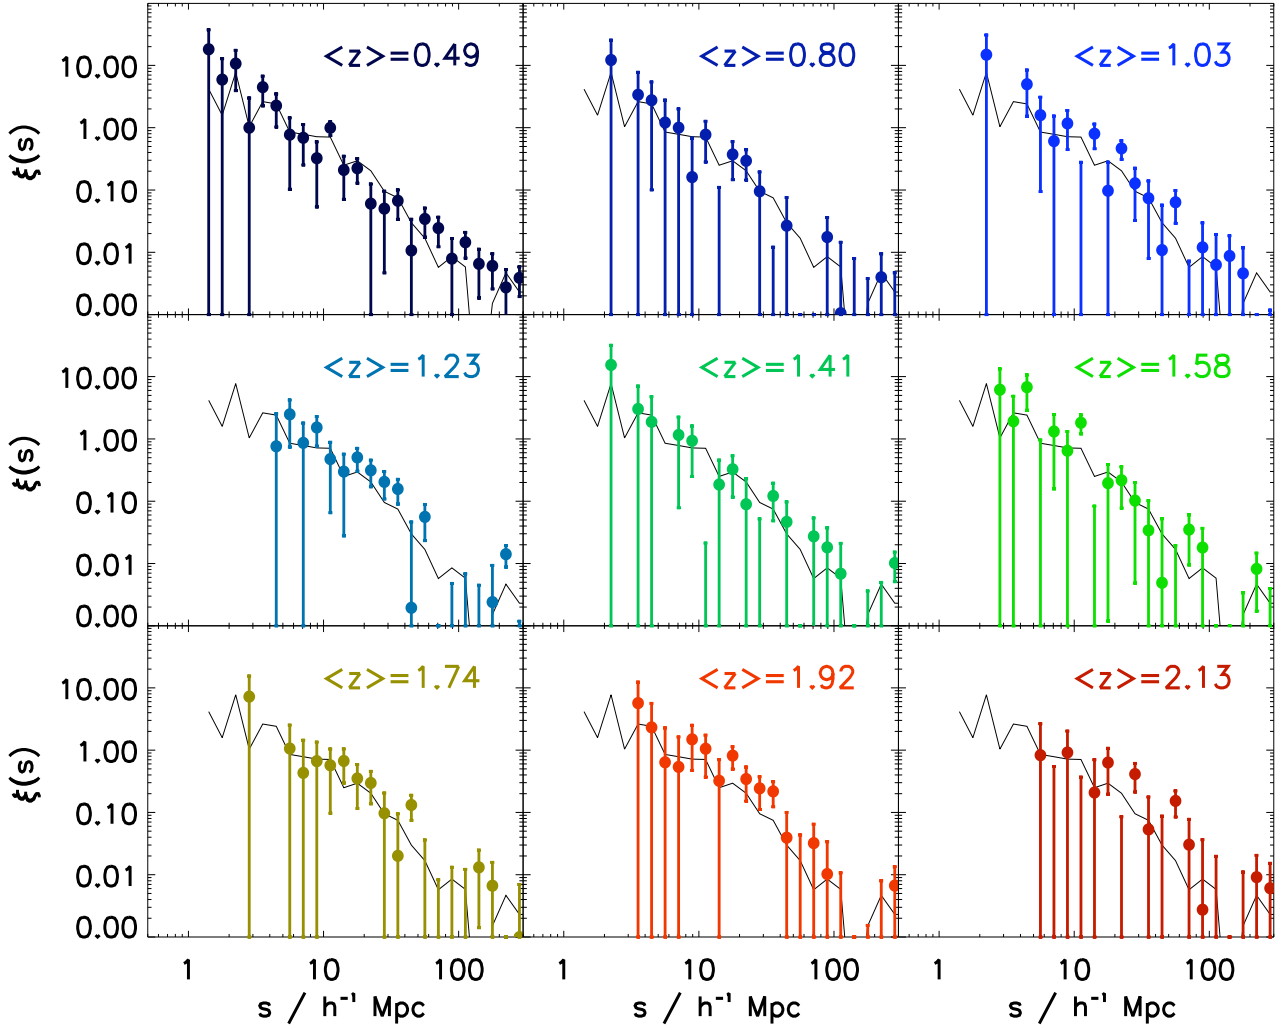 <z>=0.49 <z>=0.80 <z>=1.03
10.00
1.00
0.10
0.01
0.00
ξ(s)
<z>=1.23 <z>=1.41 <z>=1.58
10.00
1.00
0.10
0.01
0.00
ξ(s)
<z>=1.74 <z>=1.92 <z>=2.13
10.00
1.00
0.10
0.01
0.00
ξ(s)
1 10 100 1 10 100 1 10 100
s / h⁻¹ Mpc s / h⁻¹ Mpc s / h⁻¹ Mpc